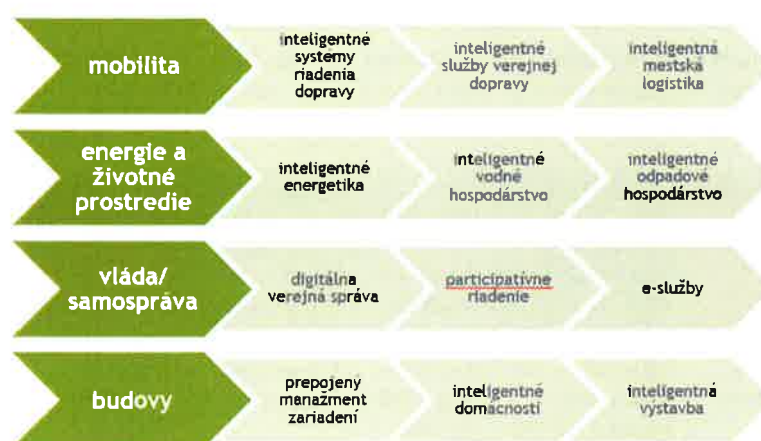 mobilita
inteligentné
systemy
riadenia
dopravy
inteligentné
služby verejnej
dopravy
inteligentná
mestská
logistika
energie a
životné
prostredie
inteligentné
energetika
inteligentné
vodné
hospodárstvo
inteligentné
odpadové
hospodárstvo
vláda/
samospráva
digitálna
verejná správa
participatívne
riadenie
e-služby
budovy
prepojený
manažment
zariadení
inteligentné
domácnosti
inteligentná
výstavba